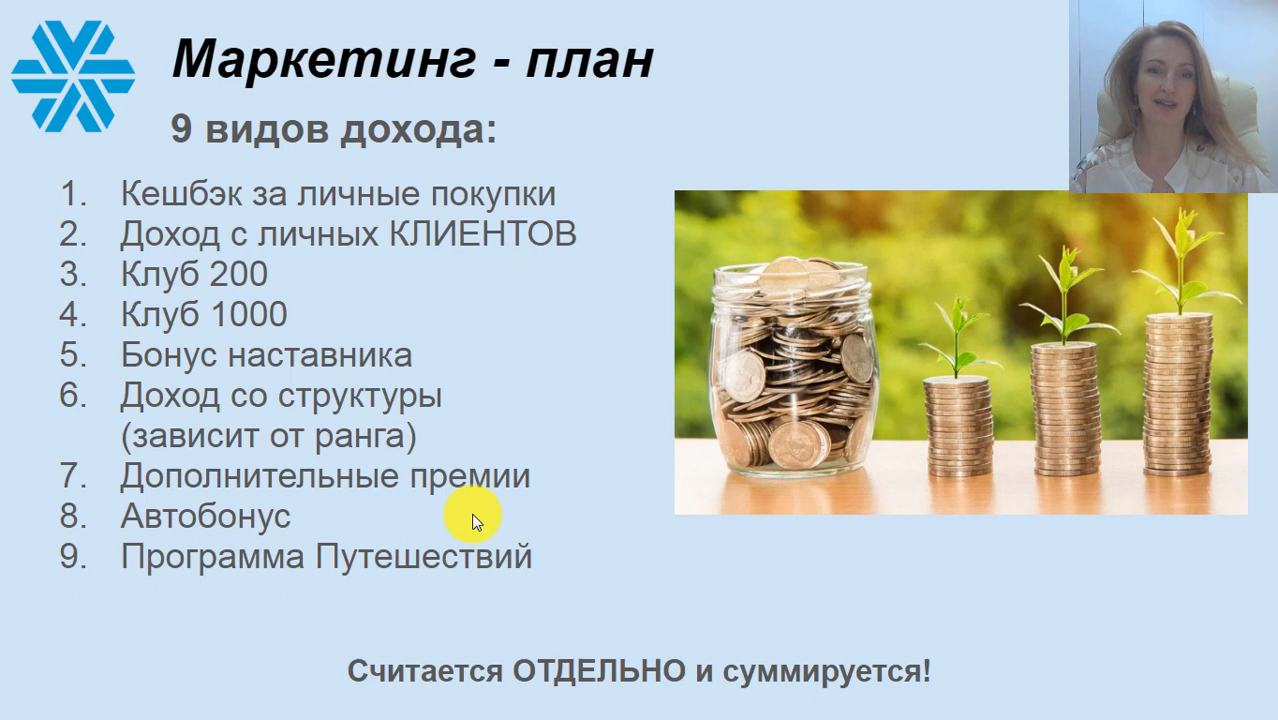 Маркетинг - план
9 видов дохода:
1. Кешбэк за личные покупки
2. Доход с личных КЛИЕНТОВ
3. Клуб 200
4. Клуб 1000
5. Бонус наставника
6. Доход со структуры
(зависит от ранга)
7. Дополнительные премии
8. Автобонус
9. Программа Путешествий
Считается ОТДЕЛЬНО и суммируется!